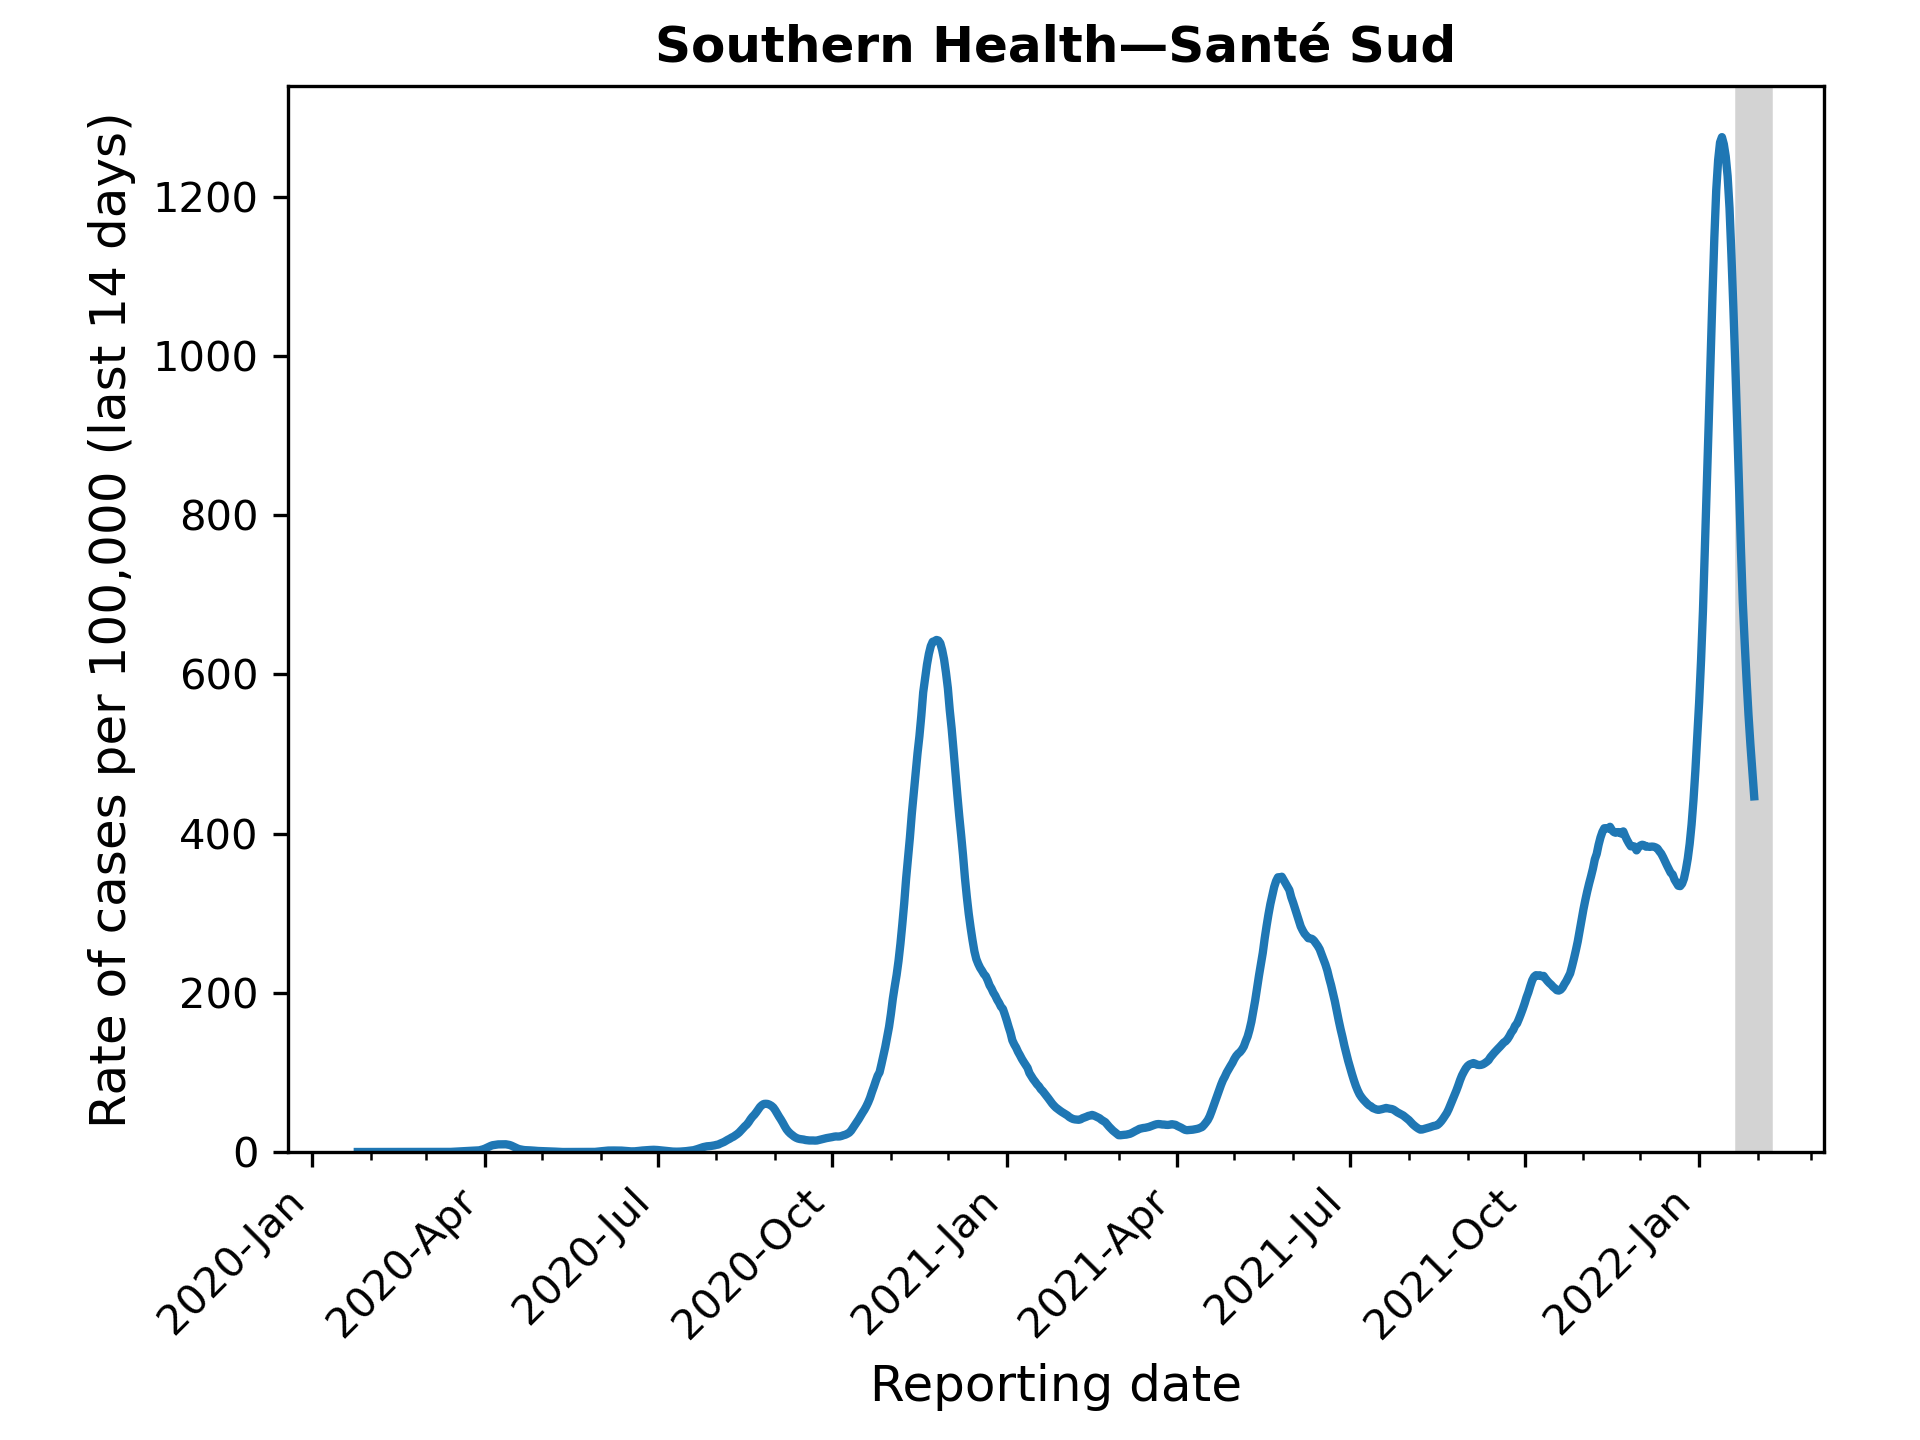 Southern Health—Santé Sud
Rate of cases per 100,000 (last 14 days)
1200
1000
800
600
400
200
0
2020-Jan
2020-Apr
2020-Jul
2020-Oct
2021-Jan
2021-Apr
2021-Jul
2021-Oct
2022-Jan
Reporting date